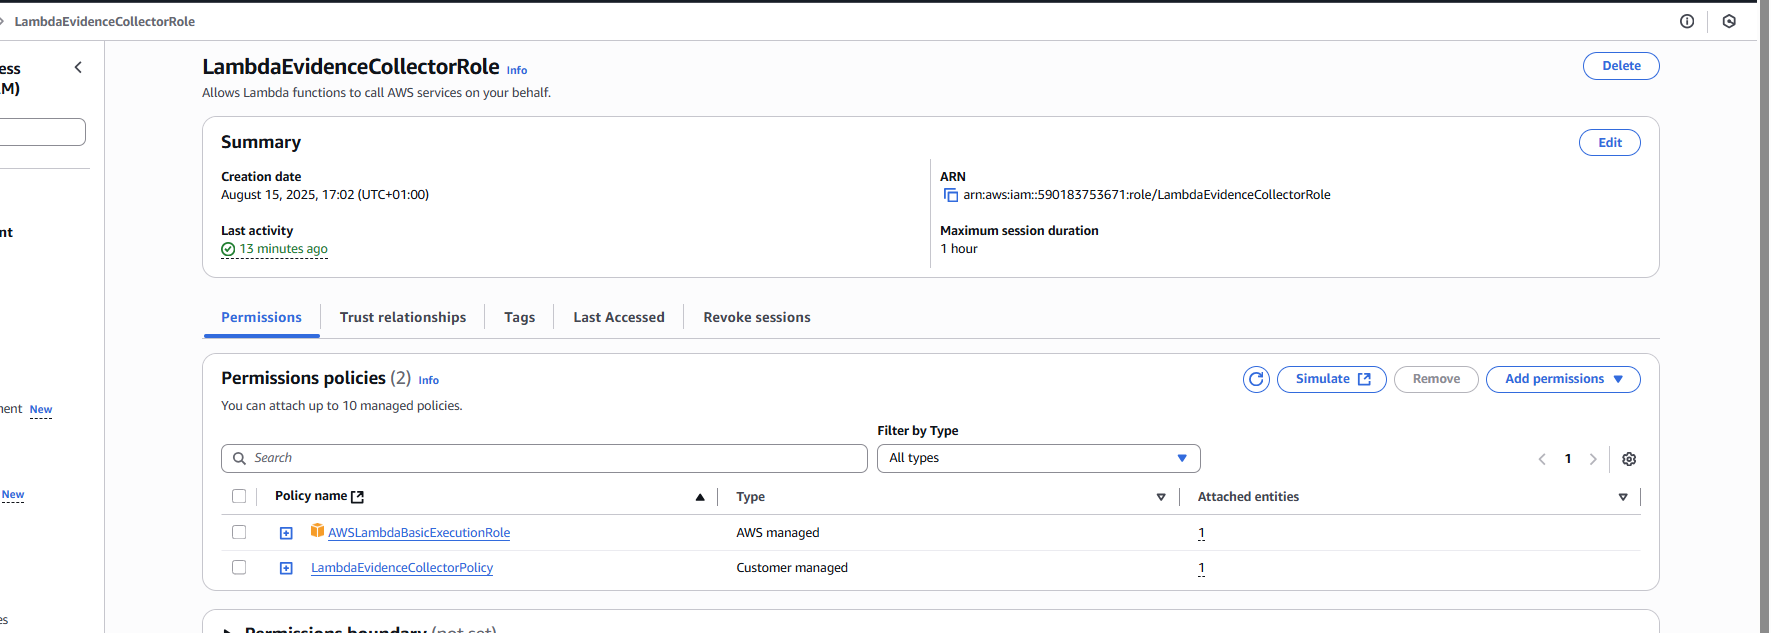 LambdaEvidenceCollectorRole
ess
M)
nt
nent New
New
es
LambdaEvidenceCollectorRole Info
Delete
Allows Lambda functions to call AWS services on your behalf.
Summary
Edit
Creation date
August 15, 2025, 17:02 (UTC+01:00)
ARN
arn:aws:iam::590183753671:role/LambdaEvidenceCollectorRole
Last activity
13 minutes ago
Maximum session duration
1 hour
Permissions
Trust relationships
Tags
Last Accessed
Revoke sessions
Permissions policies (2) Info
Simulate
Remove
Add permissions
You can attach up to 10 managed policies.
Filter by Type
Search
All types
1
Policy name
Type
Attached entities
AWSLambdaBasicExecutionRole
AWS managed
1
LambdaEvidenceCollectorPolicy
Customer managed
1
Permissions boundary (not set)